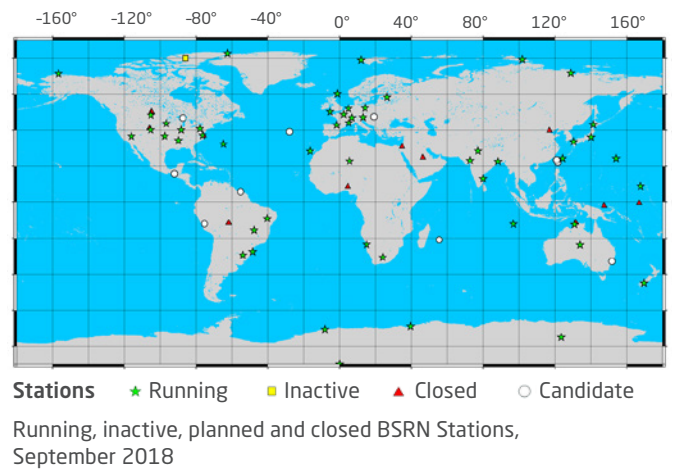 -160° -120° -80° -40° 0° 40° 80° 120° 160°
Stations Running Inactive Closed Candidate
Running, inactive, planned and closed BSRN Stations,
September 2018